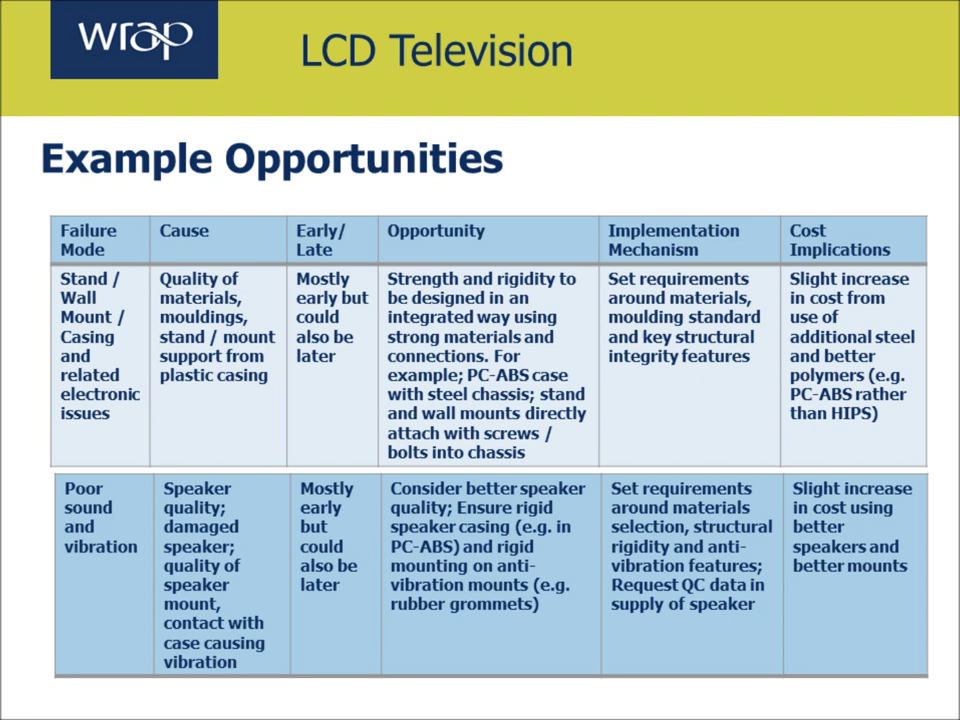 wrap
LCD Television
Example Opportunities
Failure
Mode
Cause
Early/
Late
Opportunity
Implementation
Mechanism
Cost
Implications
Stand /
Wall
Mount /
Casing
and
related
electronic
issues
Quality of
materials,
mouldings,
stand / mount
support from
plastic casing
Mostly
early but
could
also be
later
Strength and rigidity to
be designed in an
integrated way using
strong materials and
connections. For
example; PC-ABS case
with steel chassis; stand
and wall mounts directly
attach with screws /
bolts into chassis
Set requirements
around materials,
moulding standard
and key structural
integrity features
Slight increase
in cost from
use of
additional steel
and better
polymers (e.g.
PC-ABS rather
than HIPS)
Poor
sound
and
vibration
Speaker
quality;
damaged
speaker;
quality of
speaker
mount,
contact with
case causing
vibration
Mostly
early
but
could
also be
later
Consider better speaker
quality; Ensure rigid
speaker casing (e.g. in
PC-ABS) and rigid
mounting on anti-
vibration mounts (e.g.
rubber grommets)
Set requirements
around materials
selection, structural
rigidity and anti-
vibration features;
Request QC data in
supply of speaker
Slight increase
in cost using
better
speakers and
better mounts